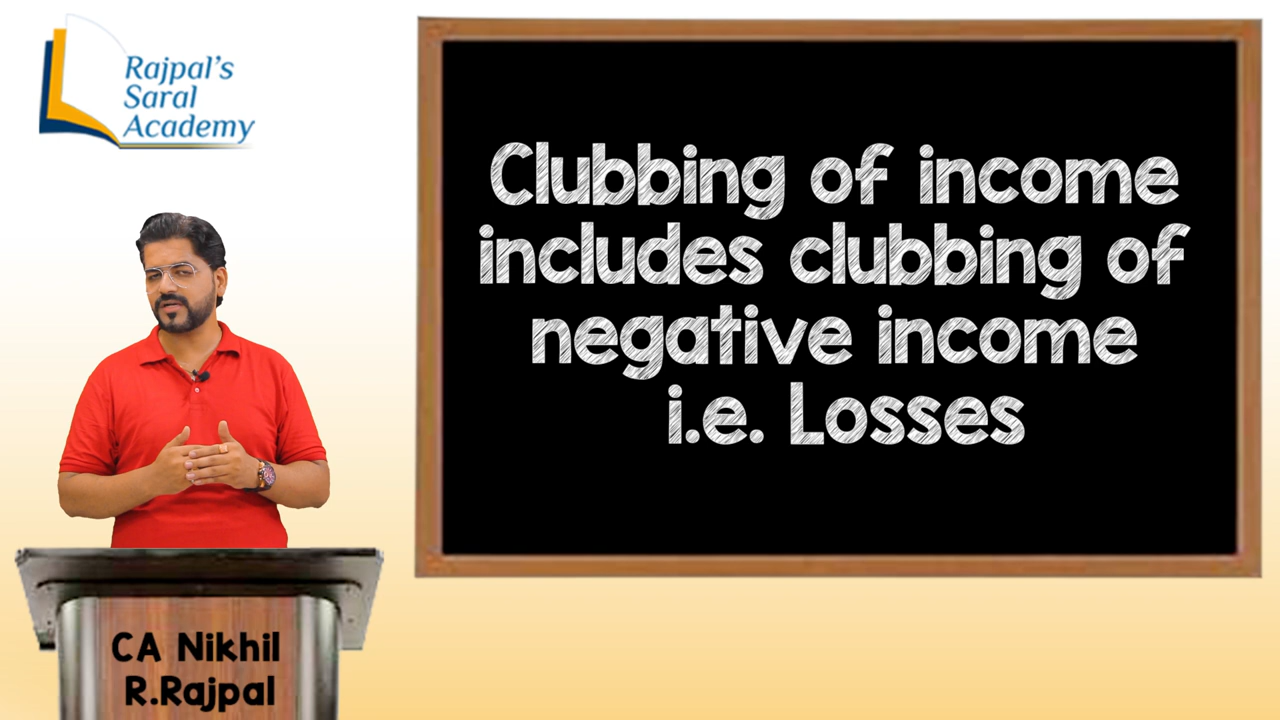 Rajpal's
Saral
Academy
Clubbing of income
includes clubbing of
negative income
i.e. Losses
CA Nikhil
R.Rajpal